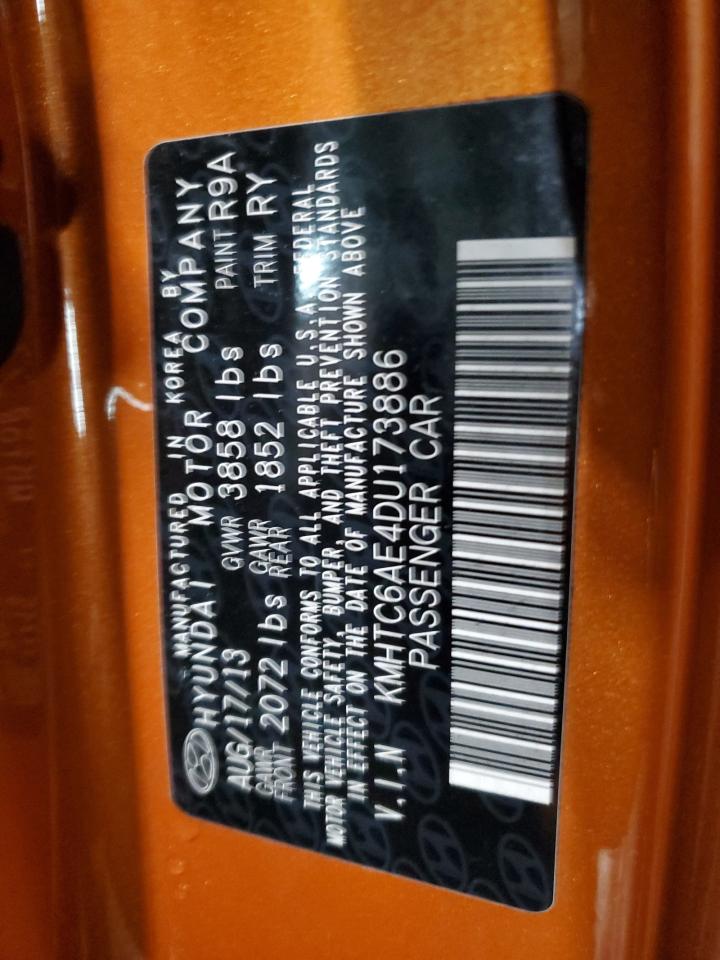 MANUFACTURED IN KOREA BY
HYUNDAI MOTOR COMPANY
AUG/17/13 GVWR 3858 lbs PAINT R9A
GAWR FRONT 2072 lbs GAWR REAR 1852 lbs TRIM RY
THIS VEHICLE CONFORMS TO ALL APPLICABLE U.S.A. FEDERAL
MOTOR VEHICLE SAFETY, BUMPER, AND THEFT PREVENTION STANDARDS
IN EFFECT ON THE DATE OF MANUFACTURE SHOWN ABOVE
V.I.N KMHTC6AE4DU173886
PASSENGER CAR